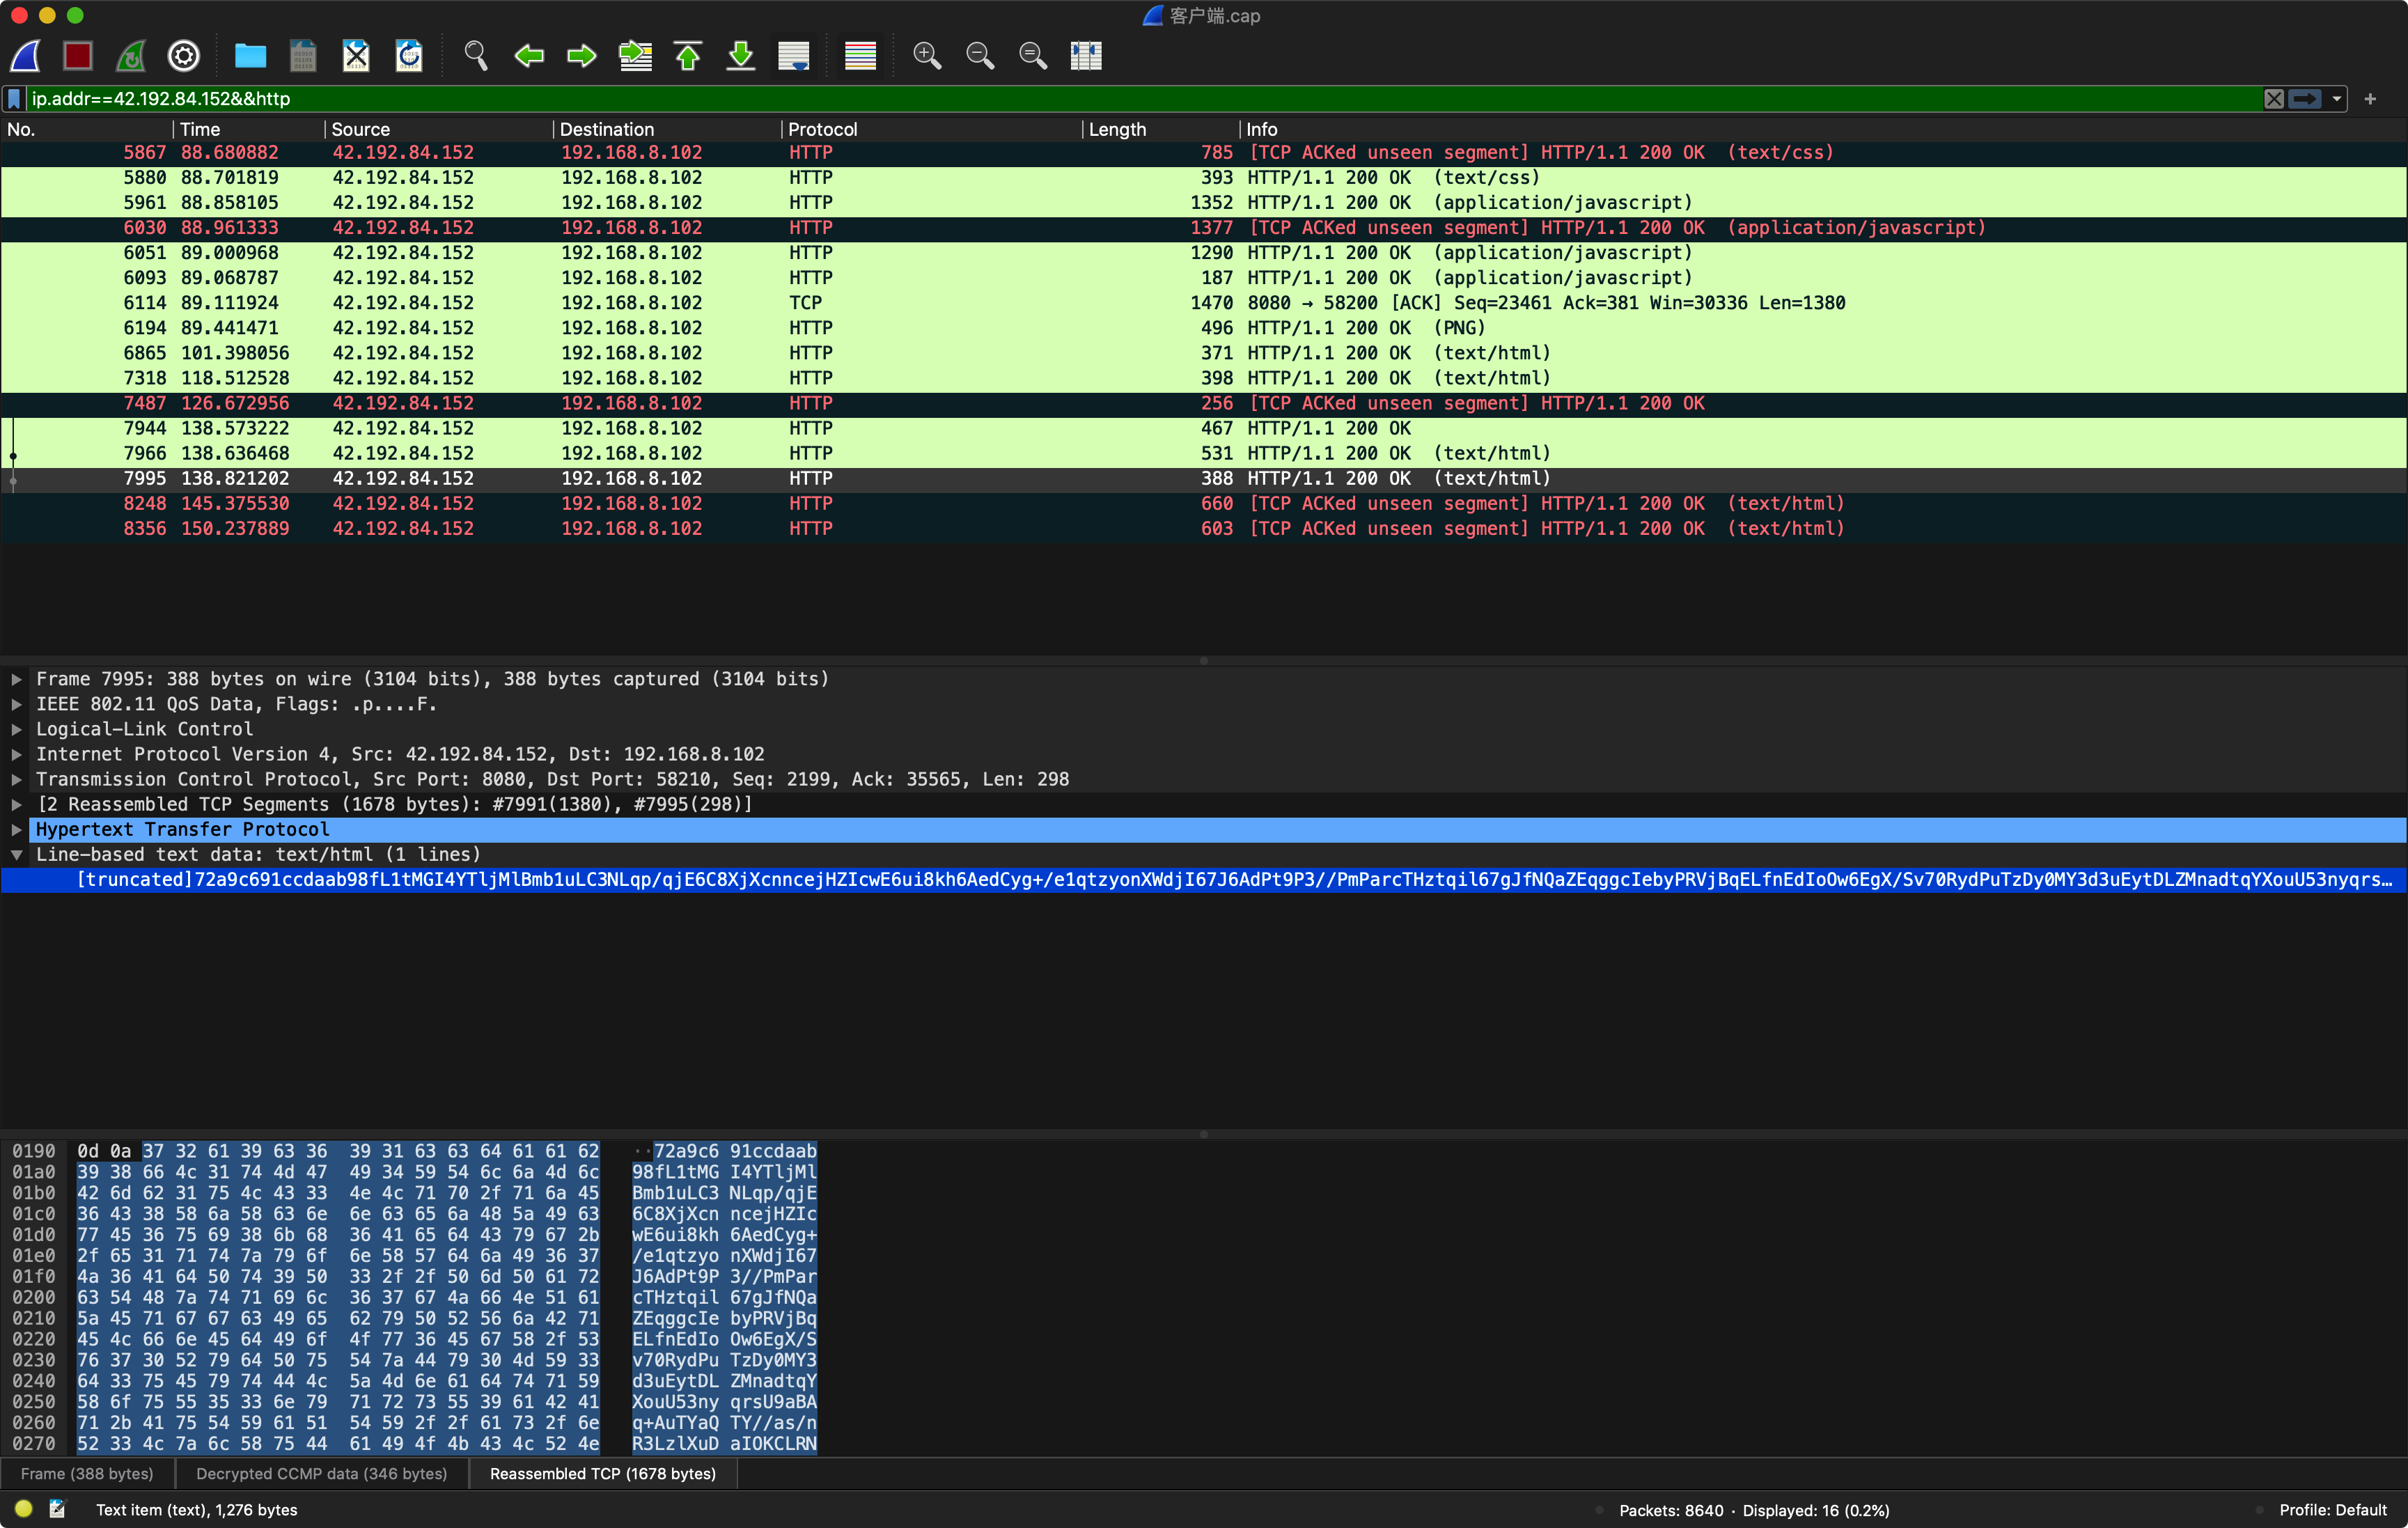 客户端.cap
ip.addr==42.192.84.152&&http
No. Time Source Destination Protocol Length Info
5867 88.680882 42.192.84.152 192.168.8.102 HTTP 785 [TCP ACKed unseen segment] HTTP/1.1 200 OK (text/css)
5880 88.701819 42.192.84.152 192.168.8.102 HTTP 393 HTTP/1.1 200 OK (text/css)
5961 88.858105 42.192.84.152 192.168.8.102 HTTP 1352 HTTP/1.1 200 OK (application/javascript)
6030 88.961333 42.192.84.152 192.168.8.102 HTTP 1377 [TCP ACKed unseen segment] HTTP/1.1 200 OK (application/javascript)
6051 89.000968 42.192.84.152 192.168.8.102 HTTP 1290 HTTP/1.1 200 OK (application/javascript)
6093 89.068787 42.192.84.152 192.168.8.102 HTTP 187 HTTP/1.1 200 OK (application/javascript)
6114 89.111924 42.192.84.152 192.168.8.102 TCP 1470 8080 → 58200 [ACK] Seq=23461 Ack=381 Win=30336 Len=1380
6194 89.441471 42.192.84.152 192.168.8.102 HTTP 496 HTTP/1.1 200 OK (PNG)
6865 101.398056 42.192.84.152 192.168.8.102 HTTP 371 HTTP/1.1 200 OK (text/html)
7318 118.512528 42.192.84.152 192.168.8.102 HTTP 398 HTTP/1.1 200 OK (text/html)
7487 126.672956 42.192.84.152 192.168.8.102 HTTP 256 [TCP ACKed unseen segment] HTTP/1.1 200 OK
7944 138.573222 42.192.84.152 192.168.8.102 HTTP 467 HTTP/1.1 200 OK
7966 138.636468 42.192.84.152 192.168.8.102 HTTP 531 HTTP/1.1 200 OK (text/html)
7995 138.821202 42.192.84.152 192.168.8.102 HTTP 388 HTTP/1.1 200 OK (text/html)
8248 145.375530 42.192.84.152 192.168.8.102 HTTP 660 [TCP ACKed unseen segment] HTTP/1.1 200 OK (text/html)
8356 150.237889 42.192.84.152 192.168.8.102 HTTP 603 [TCP ACKed unseen segment] HTTP/1.1 200 OK (text/html)
Frame 7995: 388 bytes on wire (3104 bits), 388 bytes captured (3104 bits)
IEEE 802.11 QoS Data, Flags: .p....F.
Logical-Link Control
Internet Protocol Version 4, Src: 42.192.84.152, Dst: 192.168.8.102
Transmission Control Protocol, Src Port: 8080, Dst Port: 58210, Seq: 2199, Ack: 35565, Len: 298
[2 Reassembled TCP Segments (1678 bytes): #7991(1380), #7995(298)]
Hypertext Transfer Protocol
Line-based text data: text/html (1 lines)
[truncated]72a9c691ccdaab98fL1tMGI4YTljMlBmb1uLC3NLqp/qjE6C8XjXcnncejHZIcwE6ui8kh6AedCyg+/e1qtzyonXWdjI67J6AdPt9P3//PmParcTHztqil67gJfNQaZEqggcIebyPRVjBqELfnEdIoOw6EgX/Sv70RydPuTzDy0MY3d3uEytDLZMnadtqYXouU53nyqrs…
0190 0d 0a 37 32 61 39 63 36 39 31 63 63 64 61 61 62 ··72a9c6 91ccdaab
01a0 39 38 66 4c 31 74 4d 47 49 34 59 54 6c 6a 4d 6c 98fL1tMG I4YTljMl
01b0 42 6d 62 31 75 4c 43 33 4e 4c 71 70 2f 71 6a 45 Bmb1uLC3 NLqp/qjE
01c0 36 43 38 58 6a 58 63 6e 6e 63 65 6a 48 5a 49 63 6C8XjXcn ncejHZIc
01d0 77 45 36 75 69 38 6b 68 36 41 65 64 43 79 67 2b wE6ui8kh 6AedCyg+
01e0 2f 65 31 71 74 7a 79 6f 6e 58 57 64 6a 49 36 37 /e1qtzyo nXWdjI67
01f0 4a 36 41 64 50 74 39 50 33 2f 2f 50 6d 50 61 72 J6AdPt9P 3//PmPar
0200 63 54 48 7a 74 71 69 6c 36 37 67 4a 66 4e 51 61 cTHztqil 67gJfNQa
0210 5a 45 71 67 67 63 49 65 62 79 50 52 56 6a 42 71 ZEqggcIe byPRVjBq
0220 45 4c 66 6e 45 64 49 6f 4f 77 36 45 67 58 2f 53 ELfnEdIo Ow6EgX/S
0230 76 37 30 52 79 64 50 75 54 7a 44 79 30 4d 59 33 v70RydPu TzDy0MY3
0240 64 33 75 45 79 74 44 4c 5a 4d 6e 61 64 74 71 59 d3uEytDL ZMnadtqY
0250 58 6f 75 55 35 33 6e 79 71 72 73 55 39 61 42 41 XouU53ny qrsU9aBA
0260 71 2b 41 75 54 59 61 51 54 59 2f 2f 61 73 2f 6e q+AuTYaQ TY//as/n
0270 52 33 4c 7a 6c 58 75 44 61 49 4f 4b 43 4c 52 4e R3LzlXuD aIOKCLRN
Frame (388 bytes) Decrypted CCMP data (346 bytes) Reassembled TCP (1678 bytes)
Text item (text), 1,276 bytes Packets: 8640 · Displayed: 16 (0.2%) Profile: Default